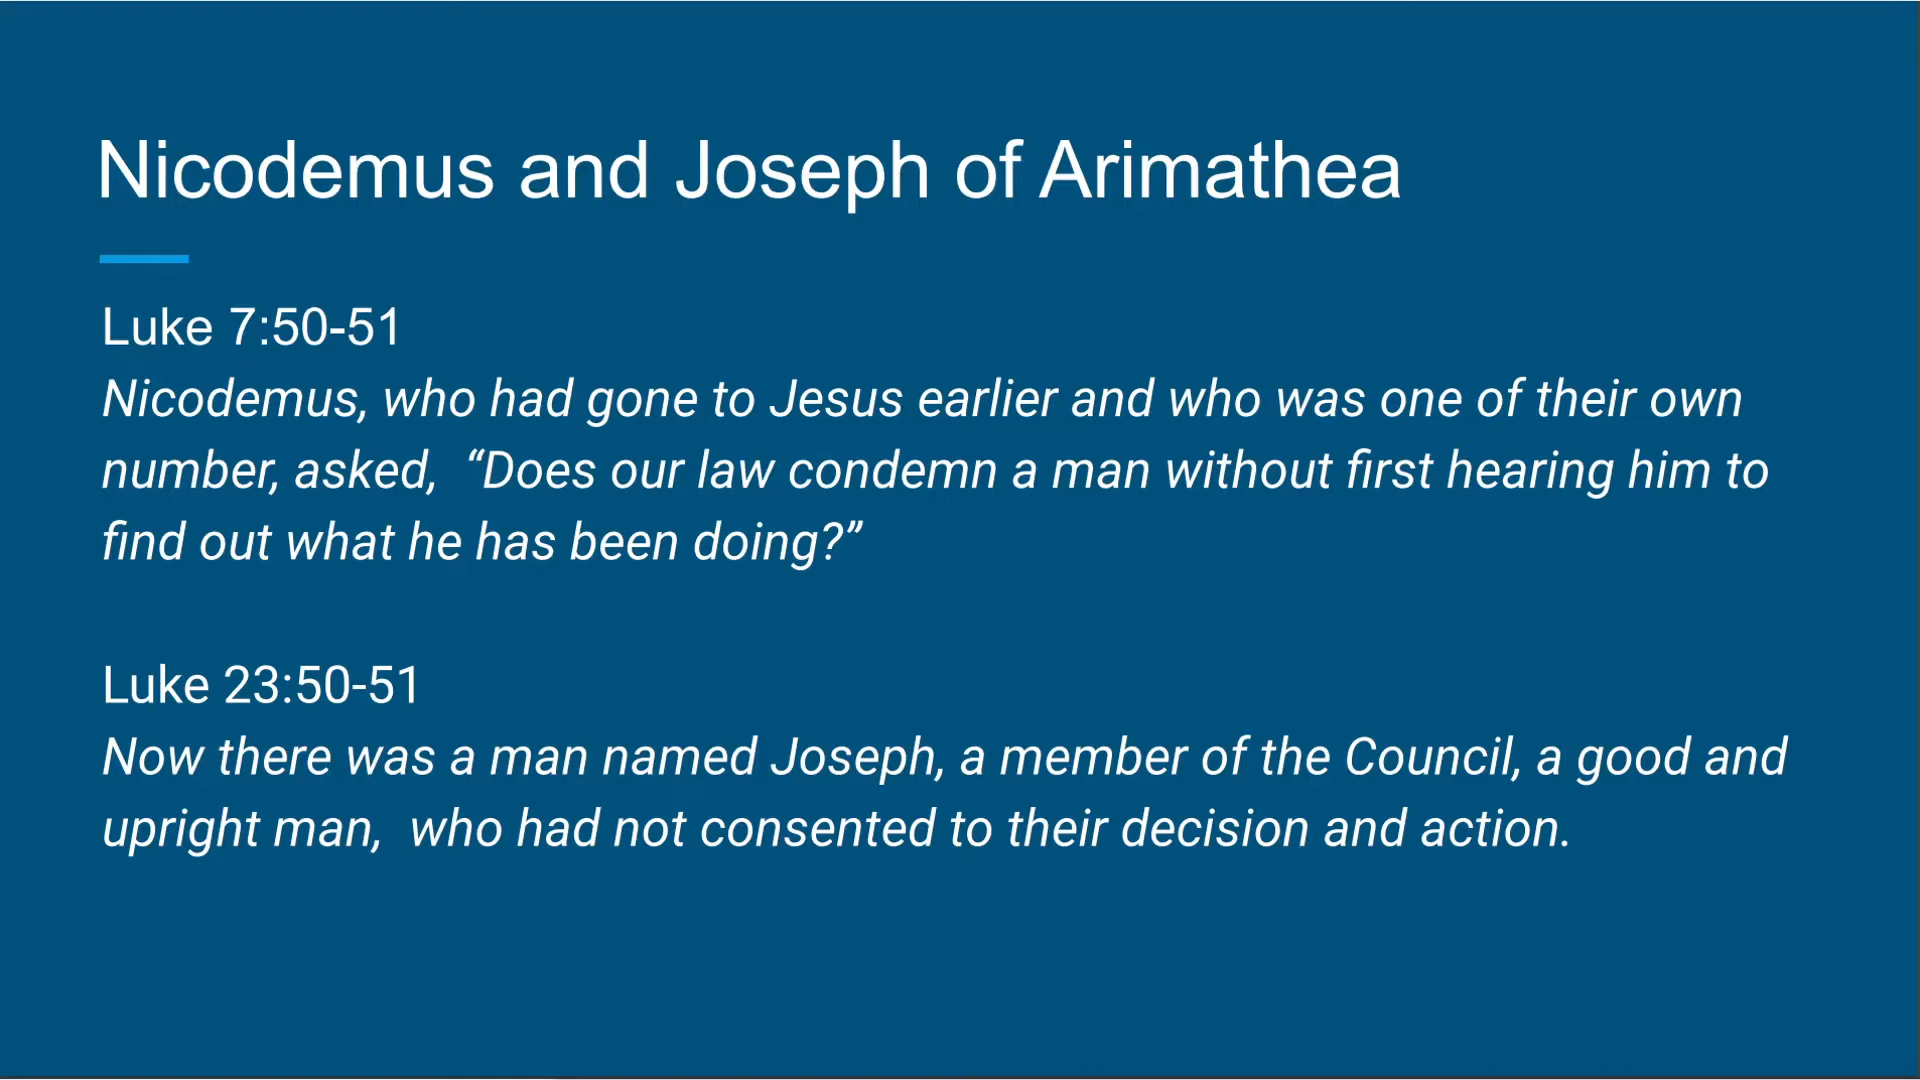 Nicodemus and Joseph of Arimathea
Luke 7:50-51
Nicodemus, who had gone to Jesus earlier and who was one of their own
number, asked,  “Does our law condemn a man without first hearing him to
find out what he has been doing?”
Luke 23:50-51
Now there was a man named Joseph, a member of the Council, a good and
upright man,  who had not consented to their decision and action.